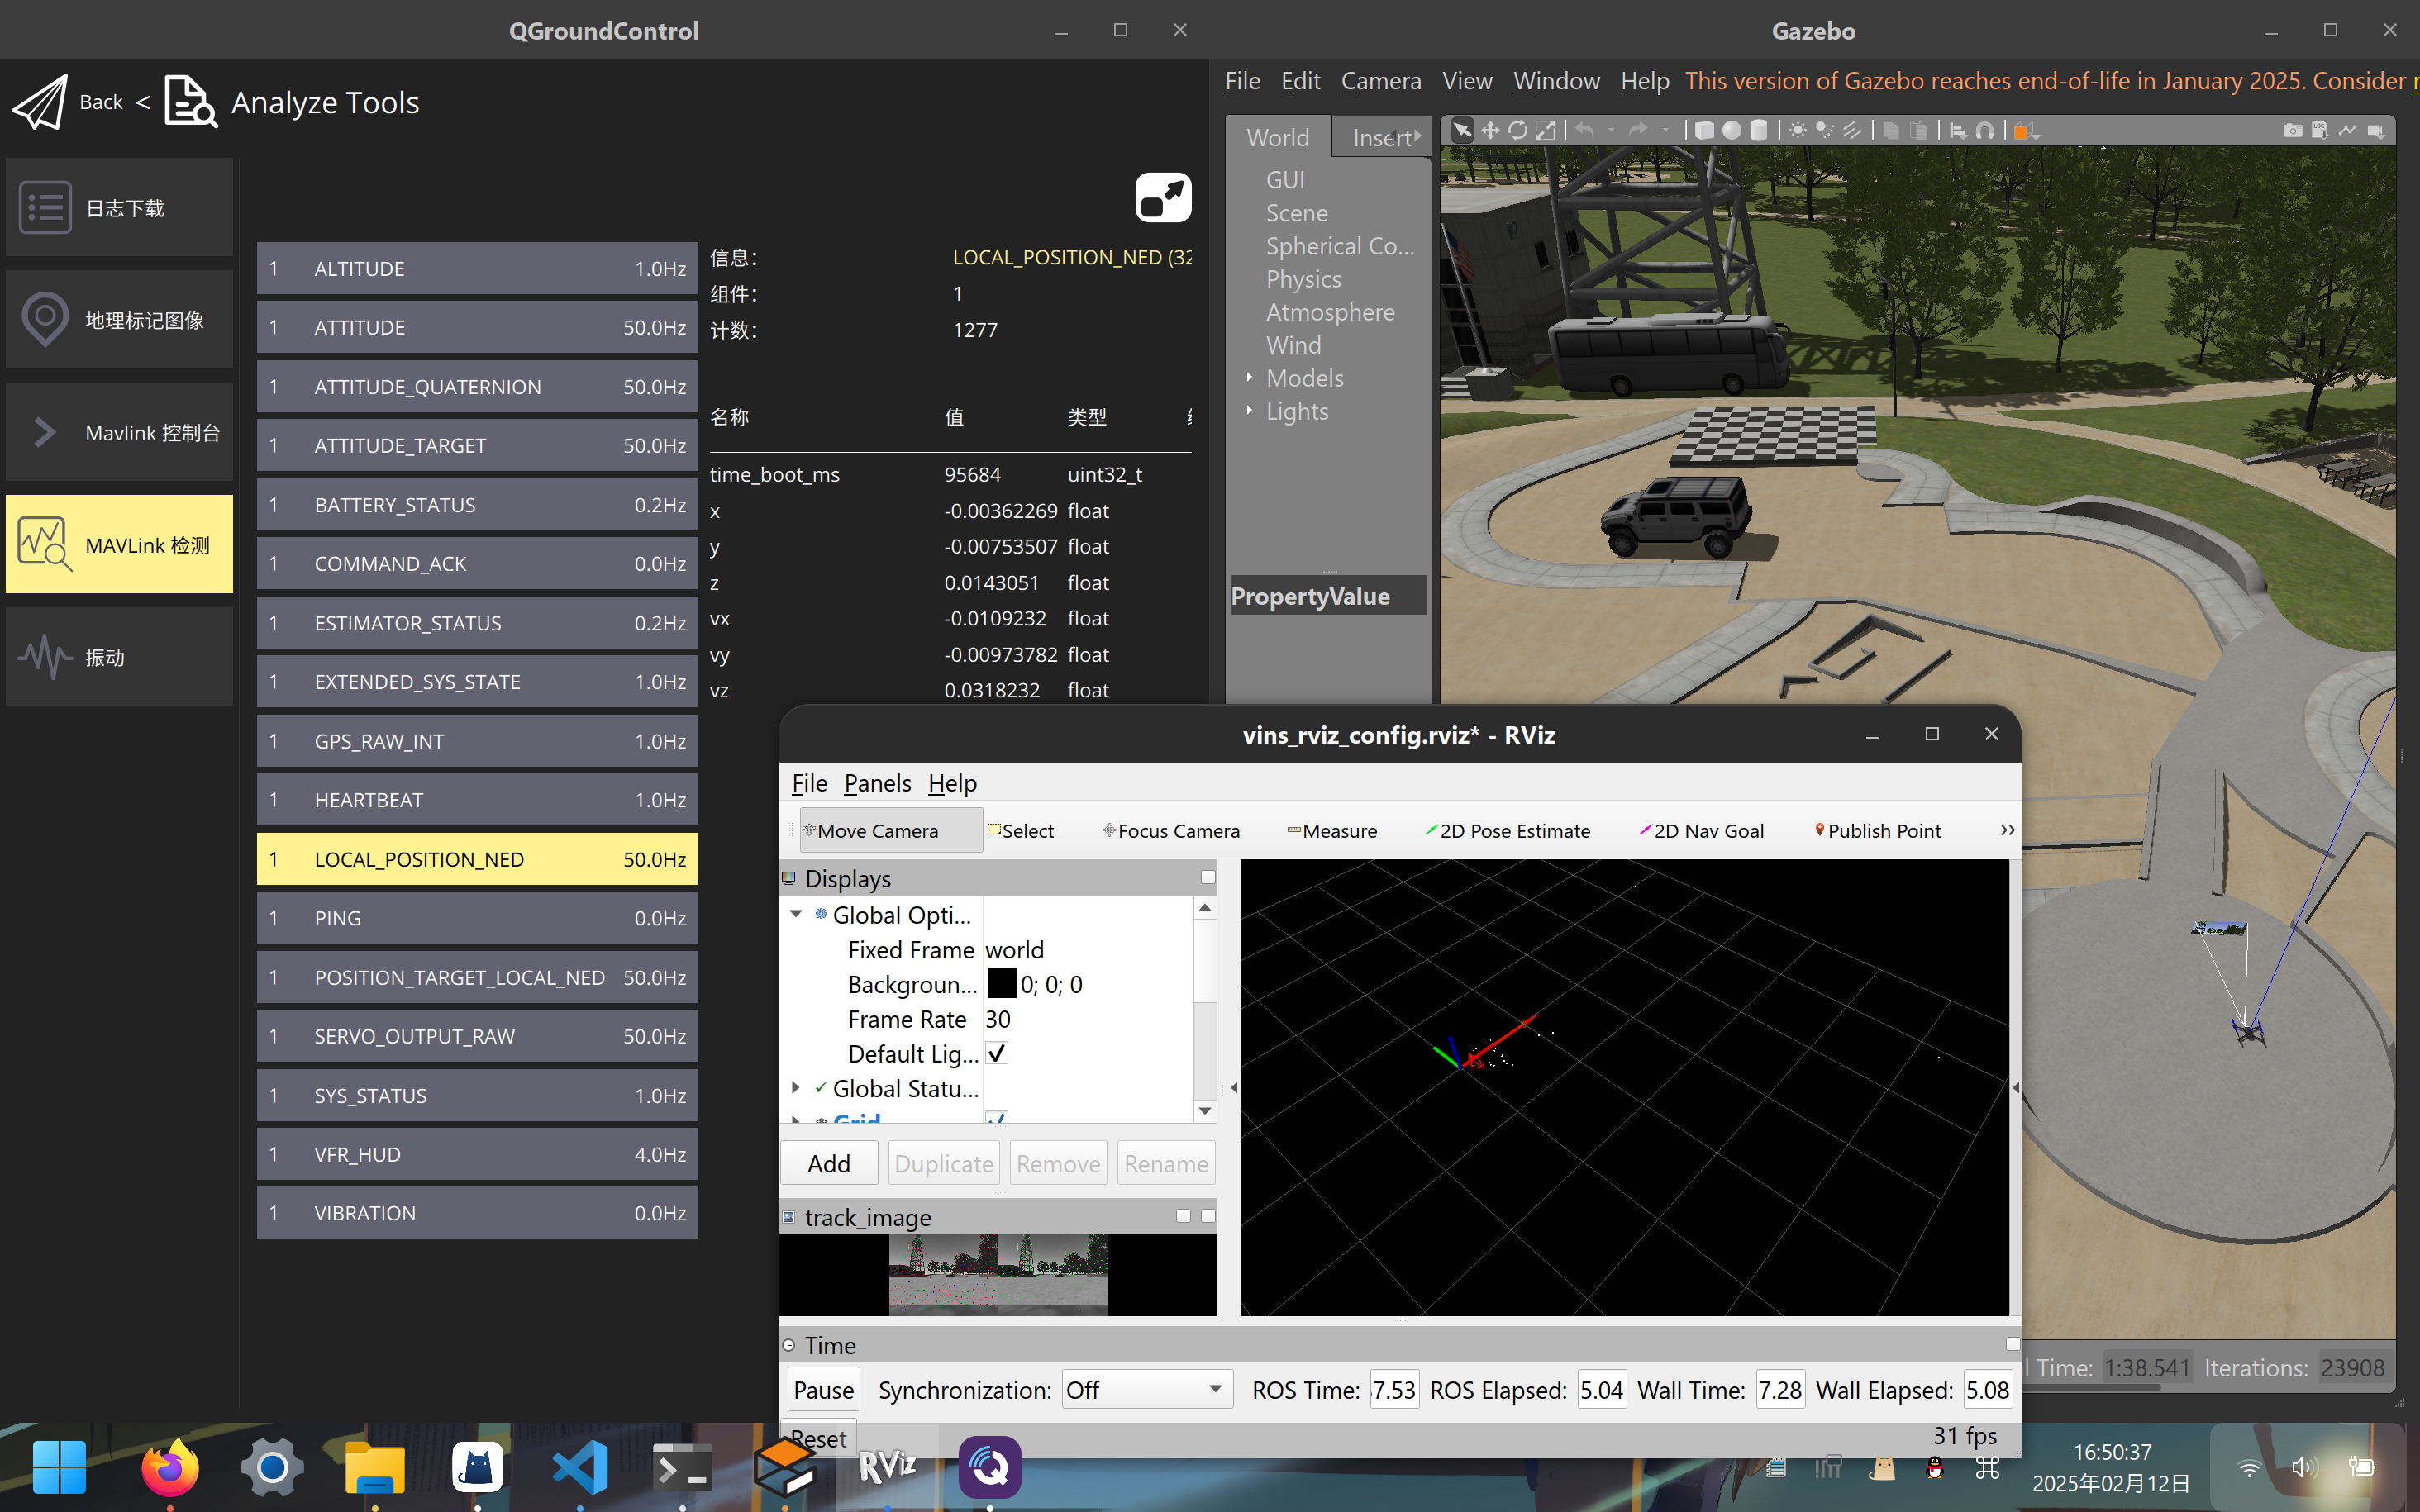 QGroundControl
Back < Analyze Tools
日志下载
地理标记图像
Mavlink 控制台
MAVLink 检测
振动
1 ALTITUDE 1.0Hz
1 ATTITUDE 50.0Hz
1 ATTITUDE_QUATERNION 50.0Hz
1 ATTITUDE_TARGET 50.0Hz
1 BATTERY_STATUS 0.2Hz
1 COMMAND_ACK 0.0Hz
1 ESTIMATOR_STATUS 0.2Hz
1 EXTENDED_SYS_STATE 1.0Hz
1 GPS_RAW_INT 1.0Hz
1 HEARTBEAT 1.0Hz
1 LOCAL_POSITION_NED 50.0Hz
1 PING 0.0Hz
1 POSITION_TARGET_LOCAL_NED 50.0Hz
1 SERVO_OUTPUT_RAW 50.0Hz
1 SYS_STATUS 1.0Hz
1 VFR_HUD 4.0Hz
1 VIBRATION 0.0Hz
信息: LOCAL_POSITION_NED (32
组件: 1
计数: 1277
名称 值 类型
time_boot_ms 95684 uint32_t
x -0.00362269 float
y -0.00753507 float
z 0.0143051 float
vx -0.0109232 float
vy -0.00973782 float
vz 0.0318232 float
Gazebo
File Edit Camera View Window Help This version of Gazebo reaches end-of-life in January 2025. Consider
World Insert
GUI
Scene
Spherical Co...
Physics
Atmosphere
Wind
Models
Lights
PropertyValue
Time: 1:38.541 Iterations: 23908
vins_rviz_config.rviz* - RViz
File Panels Help
Move Camera Select Focus Camera Measure 2D Pose Estimate 2D Nav Goal Publish Point »
Displays
Global Opti...
Fixed Frame world
Backgroun... 0; 0; 0
Frame Rate 30
Default Lig...
Global Statu...
Grid
Add Duplicate Remove Rename
track_image
Time
Pause Synchronization: Off ROS Time: 7.53 ROS Elapsed: 5.04 Wall Time: 7.28 Wall Elapsed: 5.08
Reset 31 fps
RViz
16:50:37
2025年02月12日